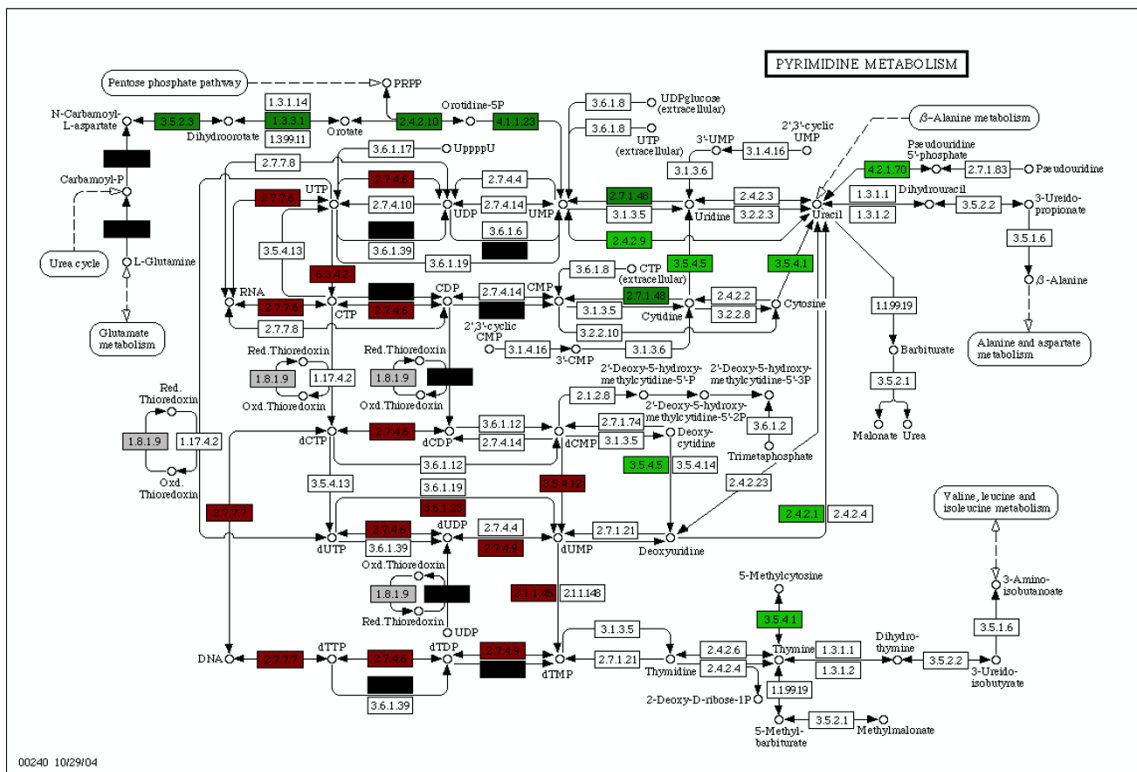 PYRIMIDINE METABOLISM
Pentose phosphate pathway
PRPP
N-Carbamoyl-
L-aspartate
3.5.2.3
Dihydroorotate
1.3.1.14
1.3.3.1
1.3.99.11
Orotate
2.4.2.10
Orotidine-5P
4.1.1.23
3.6.1.8
UDPglucose
(extracellular)
3.6.1.8
UTP
(extracellular)
3'-UMP
3.1.4.16
2',3'-cyclic
UMP
3.1.3.6
β-Alanine metabolism
Pseudouridine
5'-phosphate
4.2.1.70
2.7.1.83
Pseudouridine
3.6.1.17
UppppU
2.7.7.8
Carbamoyl-P
UTP
2.7.7.6
2.7.4.6
2.7.4.10
UDP
2.7.4.4
2.7.4.14
UMP
2.7.1.48
3.1.3.5
Uridine
2.4.2.3
3.2.2.3
Uracil
1.3.1.1
1.3.1.2
Dihydrouracil
3.5.2.2
3-Ureido-
propionate
3.6.1.39
3.6.1.6
2.4.2.9
3.5.1.6
Urea cycle
L-Glutamine
3.5.4.13
3.6.1.19
6.3.4.2
3.6.1.8
CTP
(extracellular)
3.5.4.5
3.5.4.1
β-Alanine
RNA
2.7.7.6
CTP
2.7.4.6
CDP
2.7.4.14
CMP
2.7.1.48
3.1.3.5
Cytidine
2.4.2.2
3.2.2.8
Cytosine
1.1.99.19
2.7.7.8
3.2.2.10
Glutamate
metabolism
2',3'-cyclic
CMP
3.1.4.16
3'-CMP
3.1.3.6
Barbiturate
Alanine and aspartate
metabolism
Red.Thioredoxin
1.8.1.9
1.17.4.2
Oxd.Thioredoxin
Red.Thioredoxin
1.8.1.9
Oxd.Thioredoxin
2'-Deoxy-5-hydroxy-
methylcytidine-5'-P
2'-Deoxy-5-hydroxy-
methylcytidine-5'-3P
3.5.2.1
Red.
Thioredoxin
1.8.1.9
1.17.4.2
Oxd.
Thioredoxin
2.1.2.8
2'-Deoxy-5-hydroxy-
methylcytidine-5'-2P
3.6.1.2
Trimetaphosphate
Malonate
Urea
dCTP
2.7.4.6
dCDP
3.6.1.12
2.7.4.14
dCMP
2.7.1.74
3.1.3.5
Deoxy-
cytidine
3.6.1.12
3.5.4.5
3.5.4.14
2.4.2.23
3.5.4.13
3.6.1.19
3.6.1.23
3.5.4.12
2.7.7.7
2.4.2.1
2.4.2.4
Valine, leucine and
isoleucine metabolism
dUTP
2.7.4.6
3.6.1.39
dUDP
2.7.4.4
2.7.4.9
dUMP
2.7.1.21
Deoxyuridine
Oxd.Thioredoxin
1.8.1.9
Red.Thioredoxin
UDP
2.1.1.45
2.1.1.148
5-Methylcytosine
3.5.4.1
3-Amino-
isobutanoate
3.5.1.6
DNA
2.7.7.7
dTTP
2.7.4.6
dTDP
2.7.4.9
dTMP
3.1.3.5
2.7.1.21
Thymidine
2.4.2.6
2.4.2.4
Thymine
1.3.1.1
1.3.1.2
Dihydro-
thymine
3.5.2.2
3-Ureido-
isobutyrate
3.6.1.39
2-Deoxy-D-ribose-1P
1.1.99.19
5-Methyl-
barbiturate
3.5.2.1
Methylmalonate
00240 10/29/04